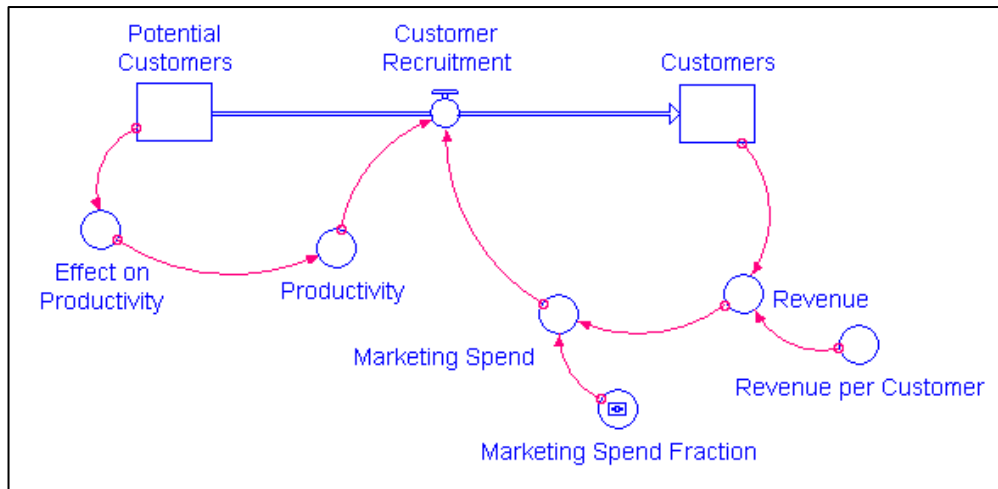 Potential
Customers
Customer
Recruitment
Customers
Effect on
Productivity
Productivity
Revenue
Marketing Spend
Revenue per Customer
Marketing Spend Fraction